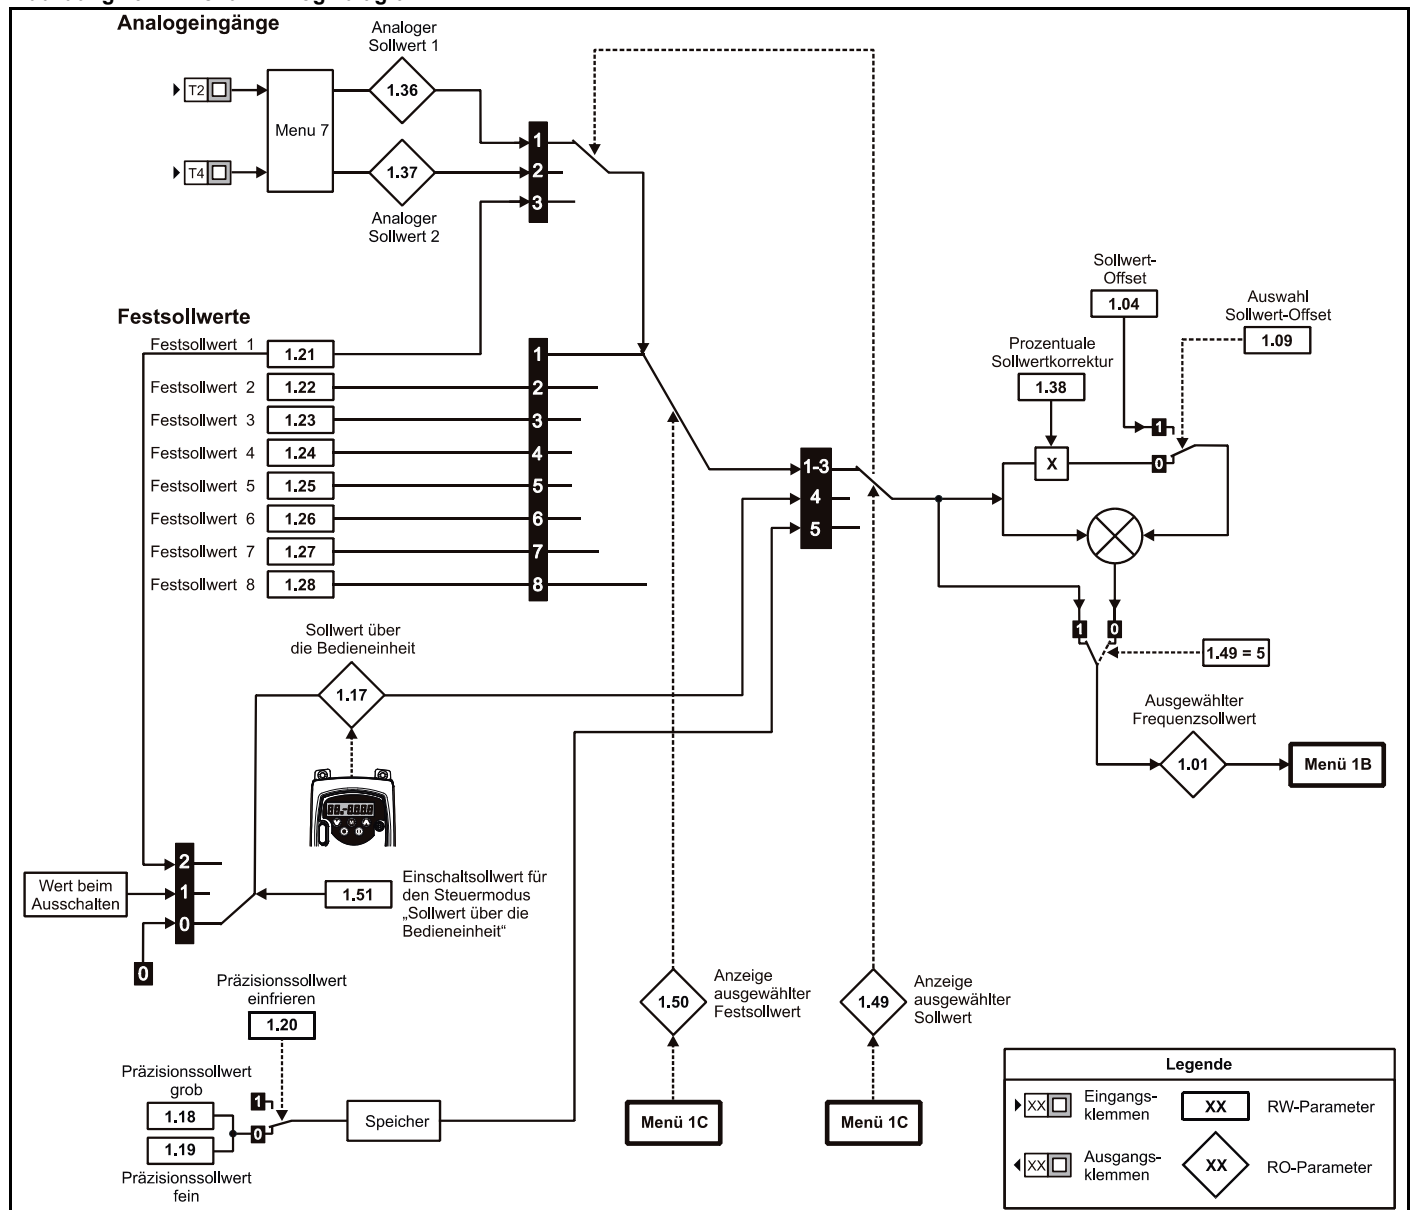 Analogeingänge
Analoger
Sollwert 1
T2
1.36
Menu 7
T4
1.37
Analoger
Sollwert 2
1
2
3
Festsollwerte
Festsollwert 1
1.21
Festsollwert 2
1.22
Festsollwert 3
1.23
Festsollwert 4
1.24
Festsollwert 5
1.25
Festsollwert 6
1.26
Festsollwert 7
1.27
Festsollwert 8
1.28
1
2
3
4
5
6
7
8
1-3
4
5
Sollwert-
Offset
1.04
Auswahl
Sollwert-Offset
1.09
Prozentuale
Sollwertkorrektur
1.38
X
1
0
1
0
1.49 = 5
Ausgewählter
Frequenzsollwert
1.01
Menü 1B
Sollwert über
die Bedieneinheit
1.17
2
1
0
Wert beim
Ausschalten
0
1.51
Einschaltsollwert für
den Steuermodus
„Sollwert über die
Bedieneinheit“
Präzisionssollwert
einfrieren
1.20
Präzisionssollwert
grob
1.18
1.19
Präzisionssollwert
fein
1
0
Speicher
1.50
Anzeige
ausgewählter
Festsollwert
Menü 1C
1.49
Anzeige
ausgewählter
Sollwert
Menü 1C
Legende
XX
Eingangs-
klemmen
XX
RW-Parameter
XX
Ausgangs-
klemmen
XX
RO-Parameter